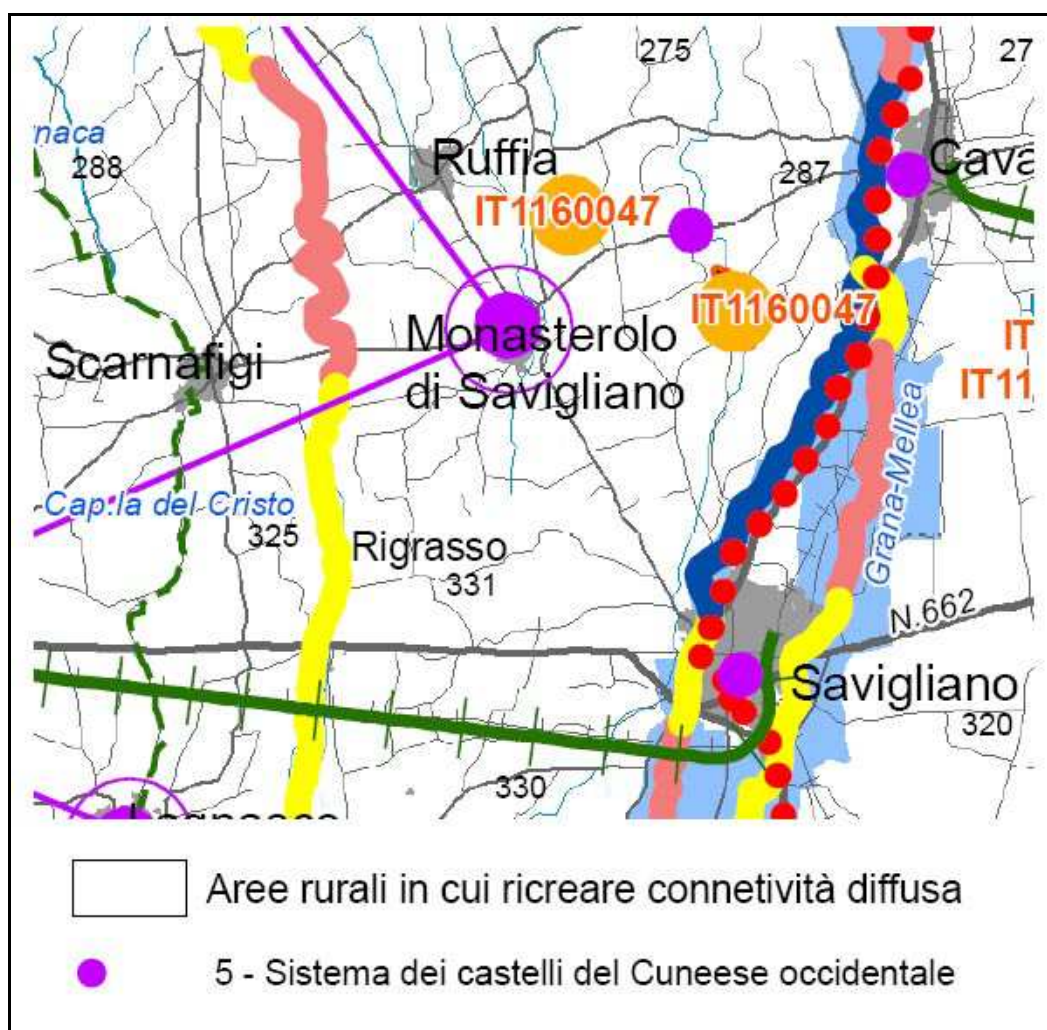 275
27
rnaca
288
Ruffia
287
Cava
IT1160047
IT1160047
Monasterolo
di Savigliano
Scarnafigi
IT
IT11
Cap.la del Cristo
325
Rigrasso
331
Grana-Mellea
N.662
Savigliano
320
330
Aree rurali in cui ricreare connetività diffusa
5 - Sistema dei castelli del Cuneese occidentale